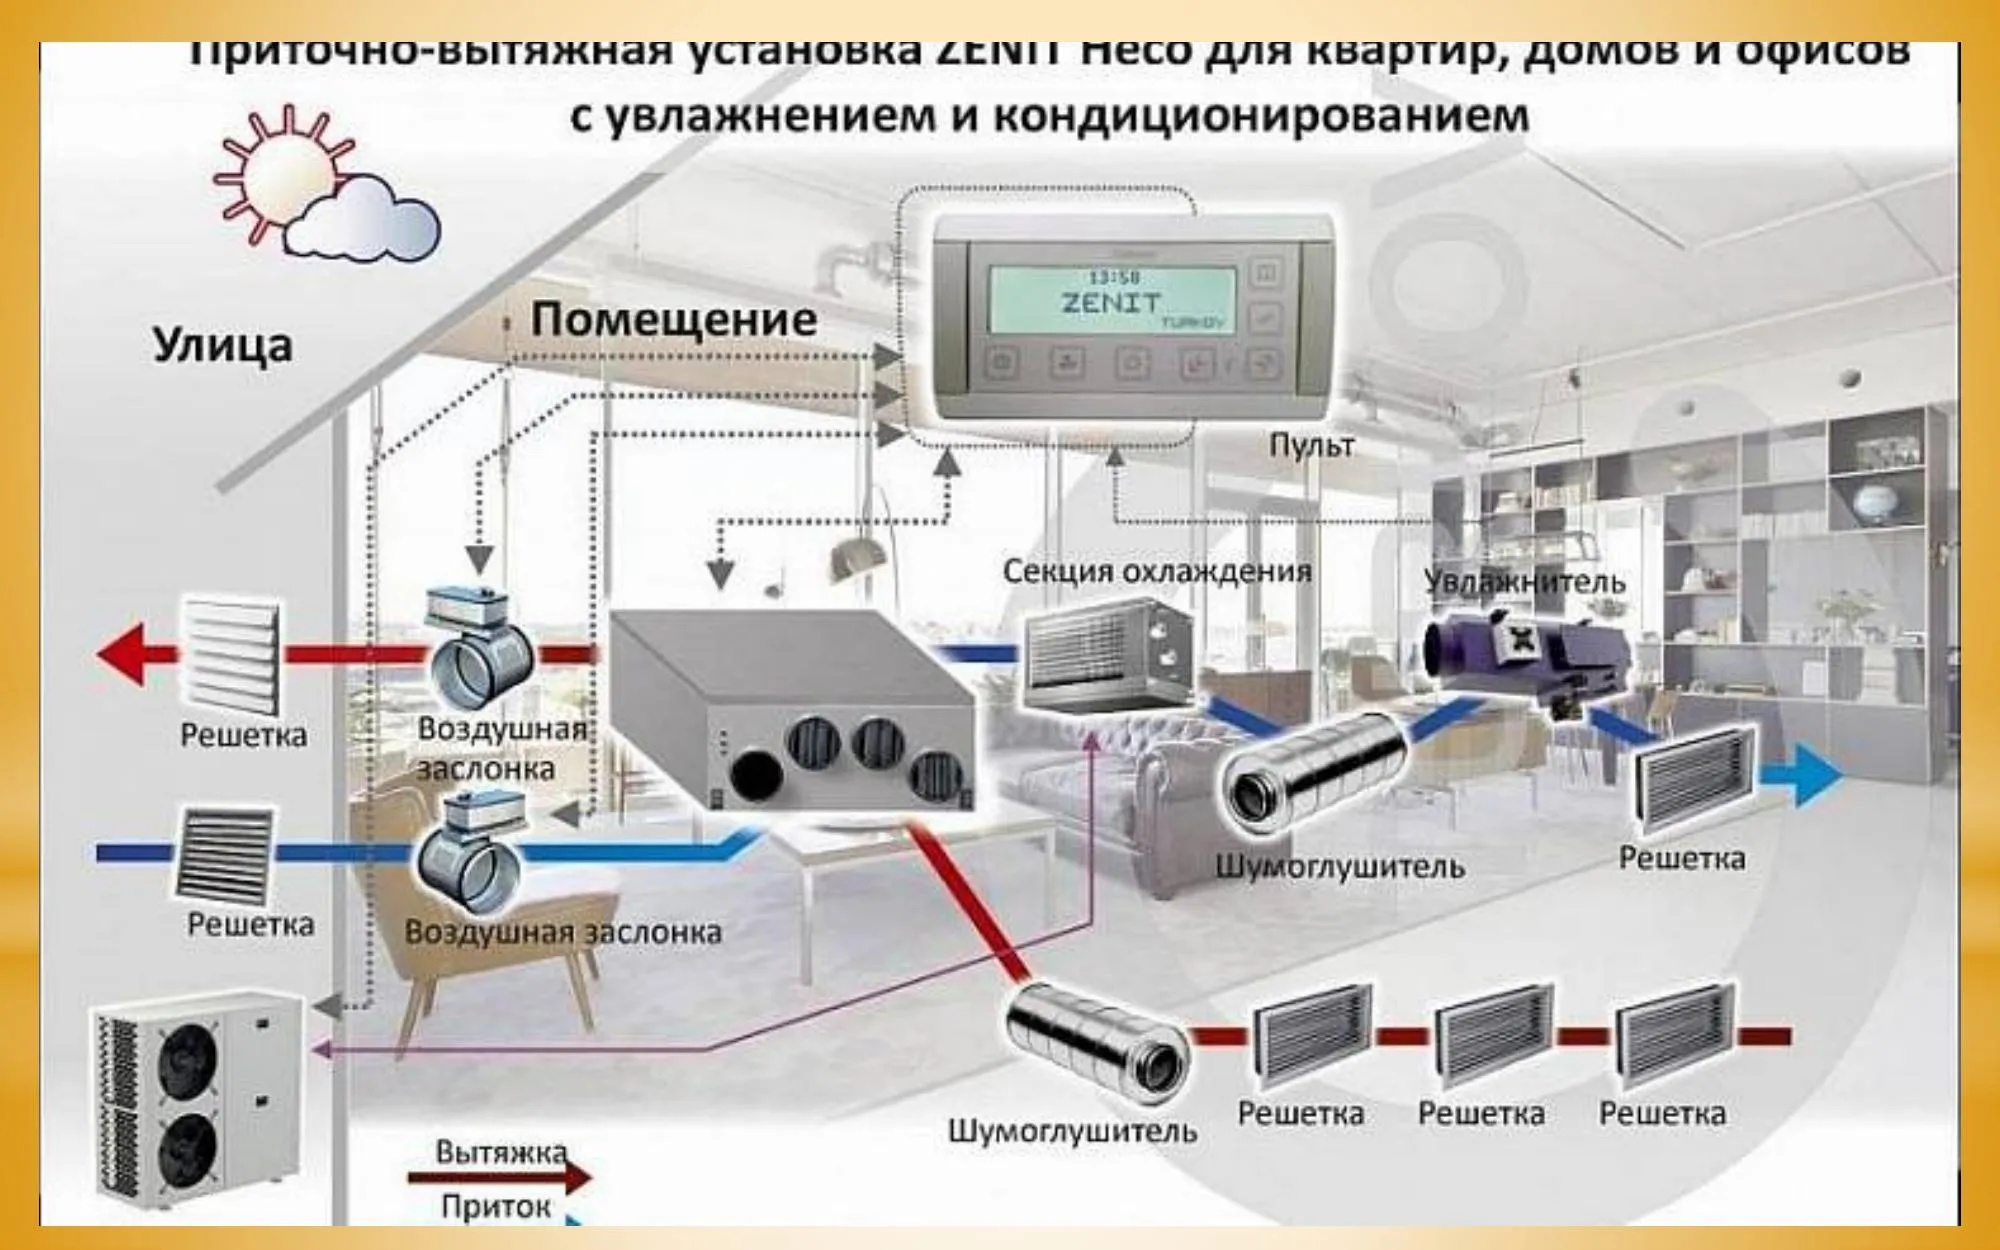 Приточно-вытяжная установка ZENIT Heco для квартир, домов и офисов
с увлажнением и кондиционированием
13:58
ZENIT
TURKOV
Помещение
Улица
Пульт
Секция охлаждения
Увлажнитель
Решетка
Воздушная
заслонка
Шумоглушитель
Решетка
Решетка
Воздушная заслонка
Шумоглушитель
Решетка
Решетка
Решетка
Вытяжка
Приток